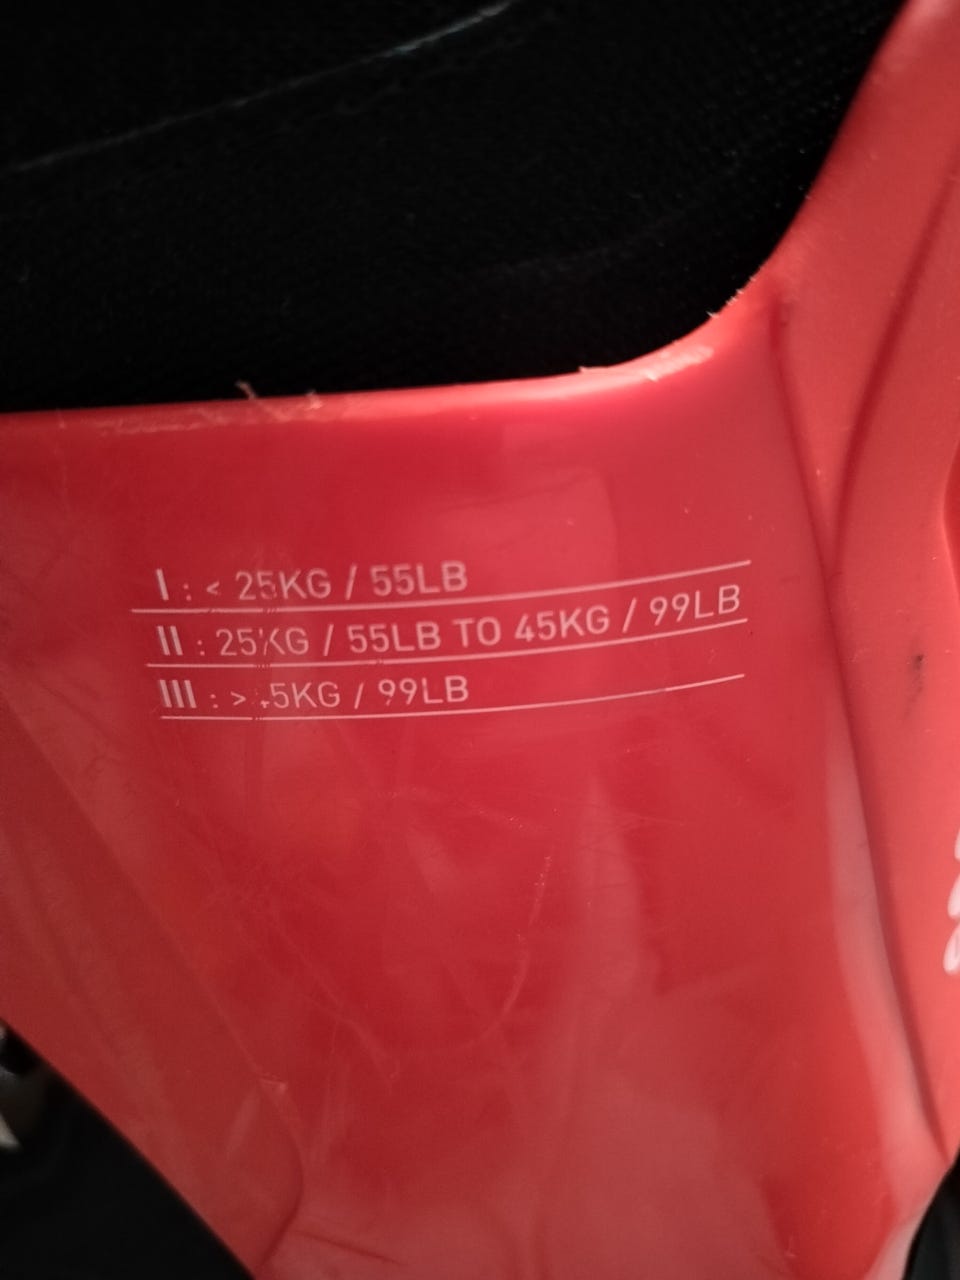 I : < 25KG / 55LB
II : 25KG / 55LB TO 45KG / 99LB
III : > 45KG / 99LB